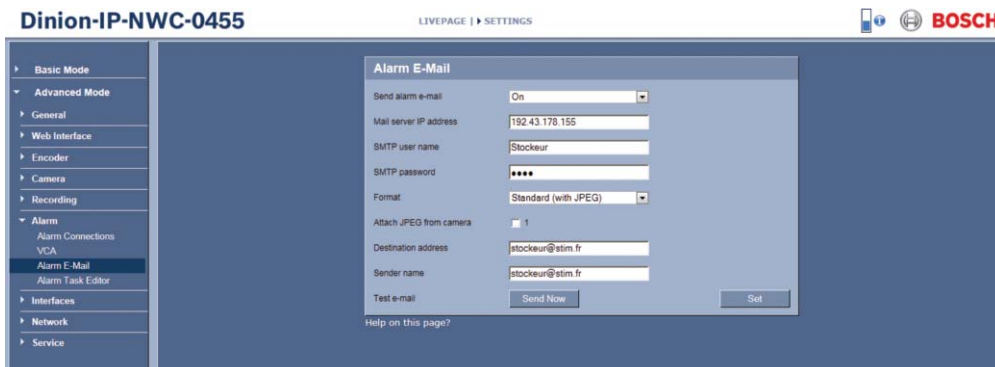 Dinion-IP-NWC-0455
LIVEPAGE | SETTINGS
BOSCH
Basic Mode
Advanced Mode
General
Web Interface
Encoder
Camera
Recording
Alarm
Alarm Connections
VCA
Alarm E-Mail
Alarm Task Editor
Interfaces
Network
Service
Alarm E-Mail
Send alarm e-mail On
Mail server IP address 192.43.178.155
SMTP user name Stockeur
SMTP password ••••
Format Standard (with JPEG)
Attach JPEG from camera 1
Destination address stockeur@stim.fr
Sender name stockeur@stim.fr
Test e-mail Send Now Set
Help on this page?